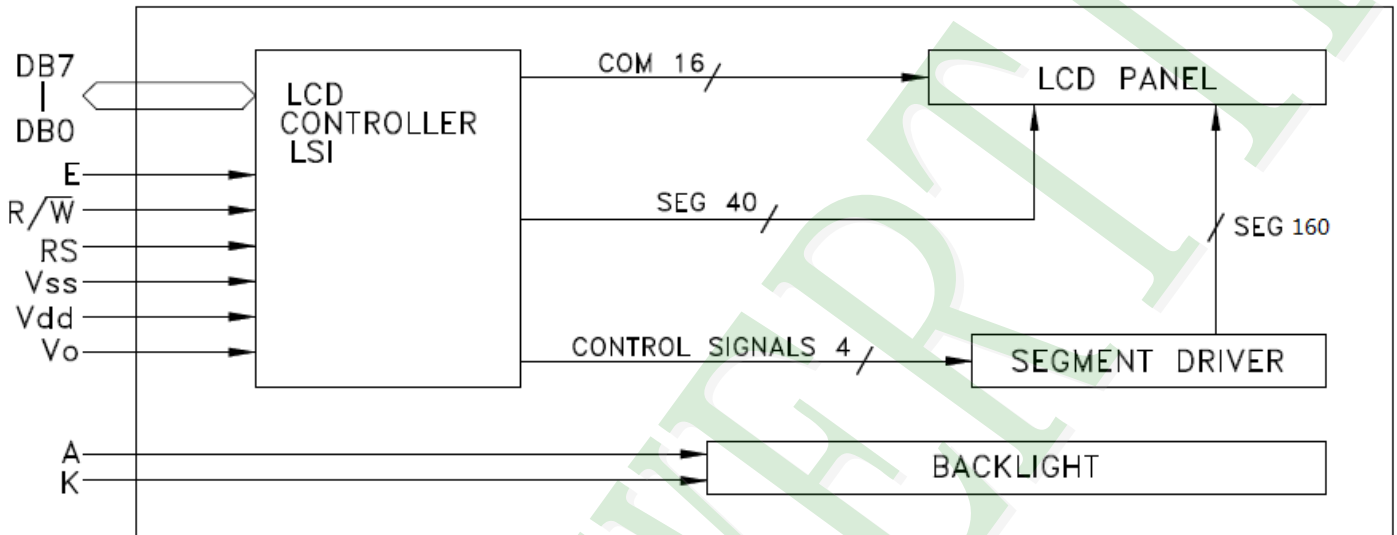 DB7
|
DB0
E
R/W̅
RS
Vss
Vdd
Vo
A
K
LCD
CONTROLLER
LSI
COM 16
LCD PANEL
SEG 40
SEG 160
CONTROL SIGNALS 4
SEGMENT DRIVER
BACKLIGHT